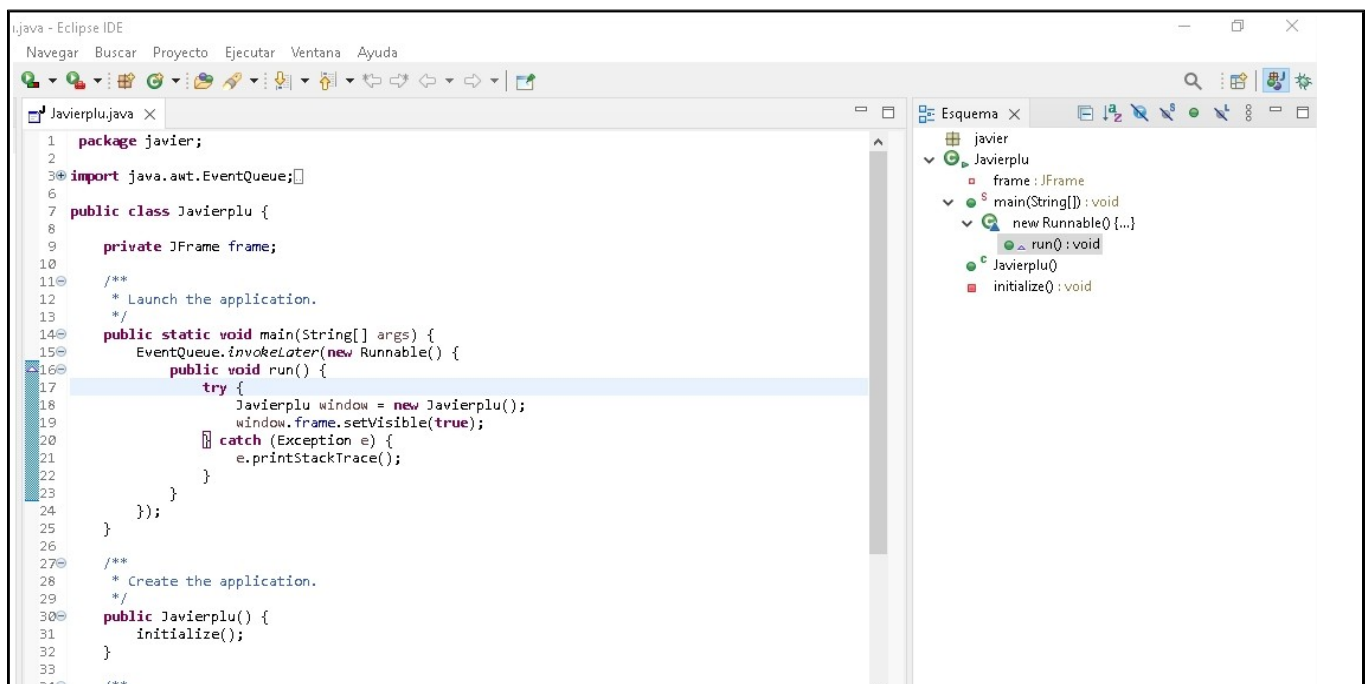 ı.java - Eclipse IDE
Navegar Buscar Proyecto Ejecutar Ventana Ayuda
Javierplu.java
1 package javier;
2
3 import java.awt.EventQueue;
6
7 public class Javierplu {
8
9 private JFrame frame;
10
11 /**
12 * Launch the application.
13 */
14 public static void main(String[] args) {
15 EventQueue.invokeLater(new Runnable() {
16 public void run() {
17 try {
18 Javierplu window = new Javierplu();
19 window.frame.setVisible(true);
20 } catch (Exception e) {
21 e.printStackTrace();
22 }
23 }
24 });
25 }
26
27 /**
28 * Create the application.
29 */
30 public Javierplu() {
31 initialize();
32 }
33
Esquema
javier
Javierplu
frame : JFrame
main(String[]) : void
new Runnable() {...}
run() : void
Javierplu()
initialize() : void